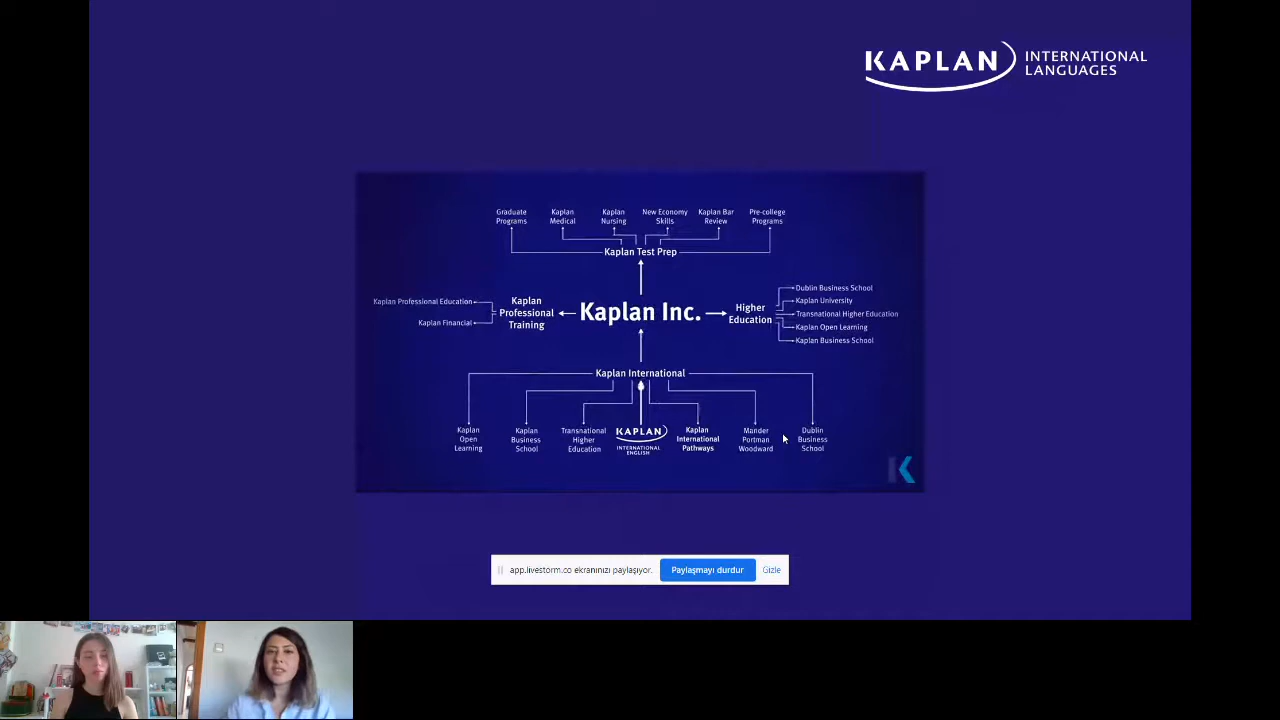 KAPLAN INTERNATIONAL
LANGUAGES
Graduate
Programs
Kaplan
Medical
Kaplan
Nursing
New Economy
Skills
Kaplan Bar
Review
Pre-college
Programs
Kaplan Test Prep
Kaplan Professional Education
Kaplan Financial
Kaplan
Professional
Training
Kaplan Inc.
Higher
Education
Dublin Business School
Kaplan University
Transnational Higher Education
Kaplan Open Learning
Kaplan Business School
Kaplan International
Kaplan
Open
Learning
Kaplan
Business
School
Transnational
Higher
Education
KAPLAN
INTERNATIONAL
ENGLISH
Kaplan
International
Pathways
Mander
Portman
Woodward
Dublin
Business
School
K
app.livestorm.co ekranınızı paylaşıyor.
Paylaşmayı durdur
Gizle